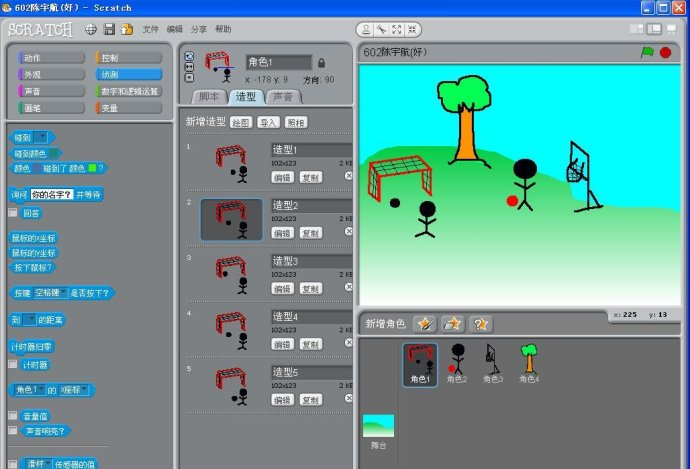 602陈宇航(好) - Scratch
SCRATCH
文件 编辑 分享 帮助
动作 控制
外观 侦测
声音 数字和逻辑运算
画笔 变量
碰到
碰到颜色
颜色 碰到了 颜色 ?
询问 你的名字? 并等待
回答
鼠标的x坐标
鼠标的y坐标
按下鼠标?
按键 空格键 是否按下?
到 的距离
计时器归零
计时器
角色1 的 X座标
音量值
声音响亮?
滑杆 传感器的值
角色1
x: -178 y: 9 方向: 90
脚本 造型 声音
新增造型 绘图 导入 照相
1
造型1
102x123 2 KB
编辑 复制
2
造型2
102x123 2 KB
编辑 复制
3
造型3
102x123 2 KB
编辑 复制
4
造型4
102x123 2 KB
编辑 复制
5
造型5
102x123 2 KB
编辑 复制
602陈宇航(好)
x: 225 y: 13
新增角色
角色1 角色2 角色3 角色4
舞台